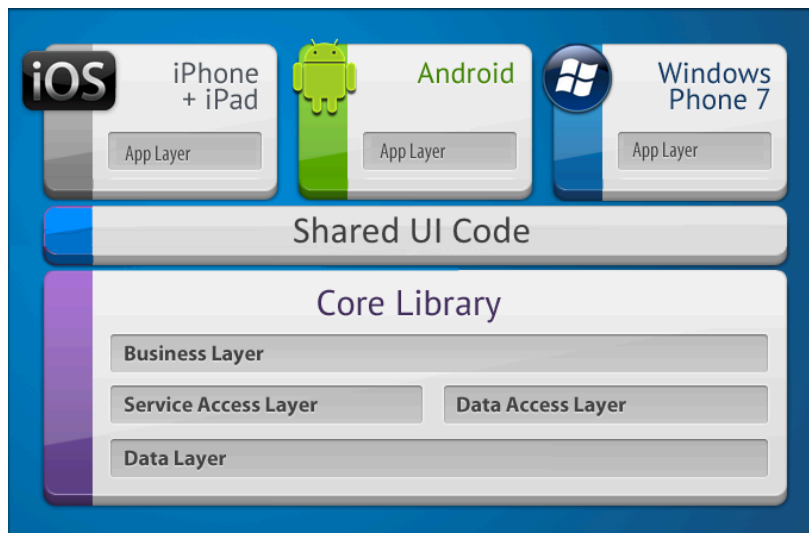 iOS
iPhone
+ iPad
App Layer
Android
App Layer
Windows
Phone 7
App Layer
Shared UI Code
Core Library
Business Layer
Service Access Layer
Data Access Layer
Data Layer